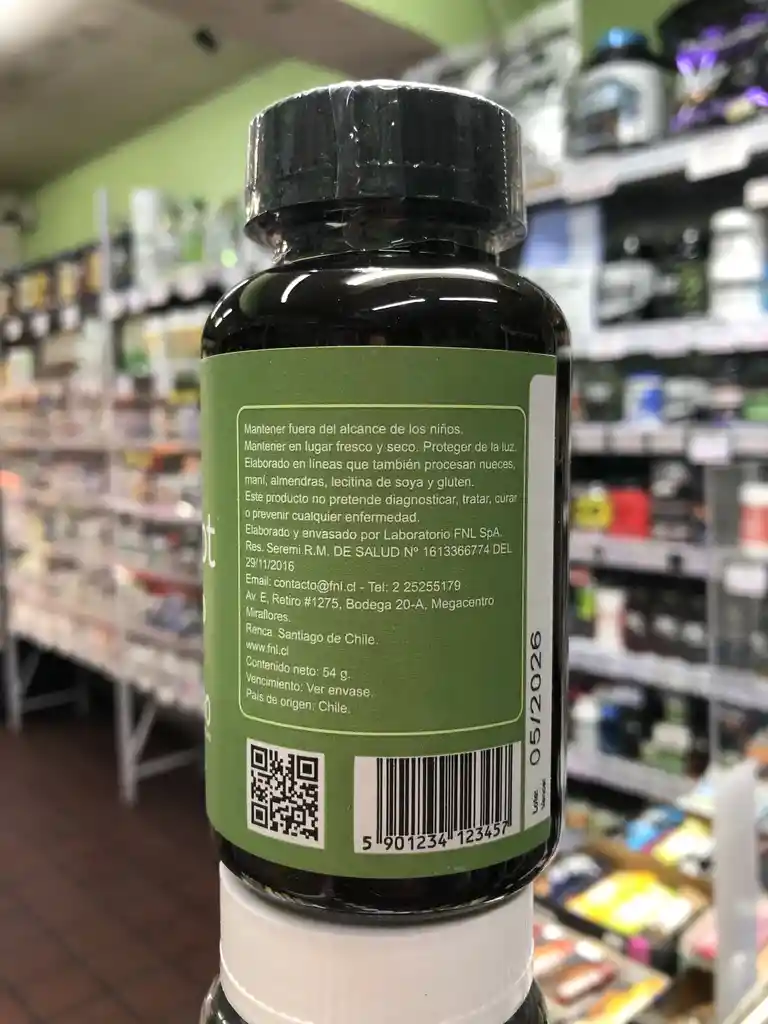 Mantener fuera del alcance de los niños.
Mantener en lugar fresco y seco. Proteger de la luz.
Elaborado en líneas que también procesan nueces,
maní, almendras, lecitina de soya y gluten.
Este producto no pretende diagnosticar, tratar, curar
o prevenir cualquier enfermedad.
Elaborado y envasado por Laboratorio FNL SpA.
Res. Seremi R.M. DE SALUD Nº 1613366774 DEL
29/11/2016
Email: contacto@fnl.cl - Tel: 2 25255179
Av. E, Retiro #1275, Bodega 20-A, Megacentro
Miraflores.
Renca. Santiago de Chile.
www.fnl.cl
Contenido neto: 54 g.
Vencimiento: Ver envase.
País de origen: Chile.
5 901234 123457
05/2026
Lote: